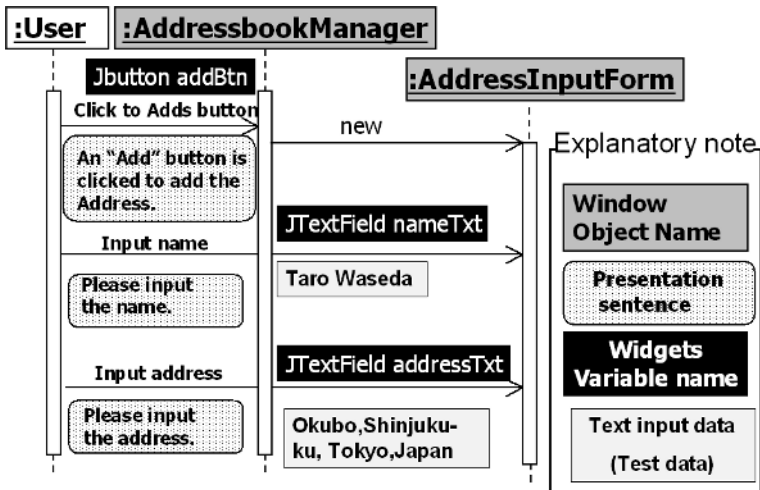 :User
:AddressbookManager
Jbutton addBtn
:AddressInputForm
Click to Adds button
new
An “Add” button is
clicked to add the
Address.
JTextField nameTxt
Input name
Taro Waseda
Please input
the name.
JTextField addressTxt
Input address
Please input
the address.
Okubo,Shinjuku-
ku, Tokyo,Japan
Explanatory note
Window
Object Name
Presentation
sentence
Widgets
Variable name
Text input data
(Test data)